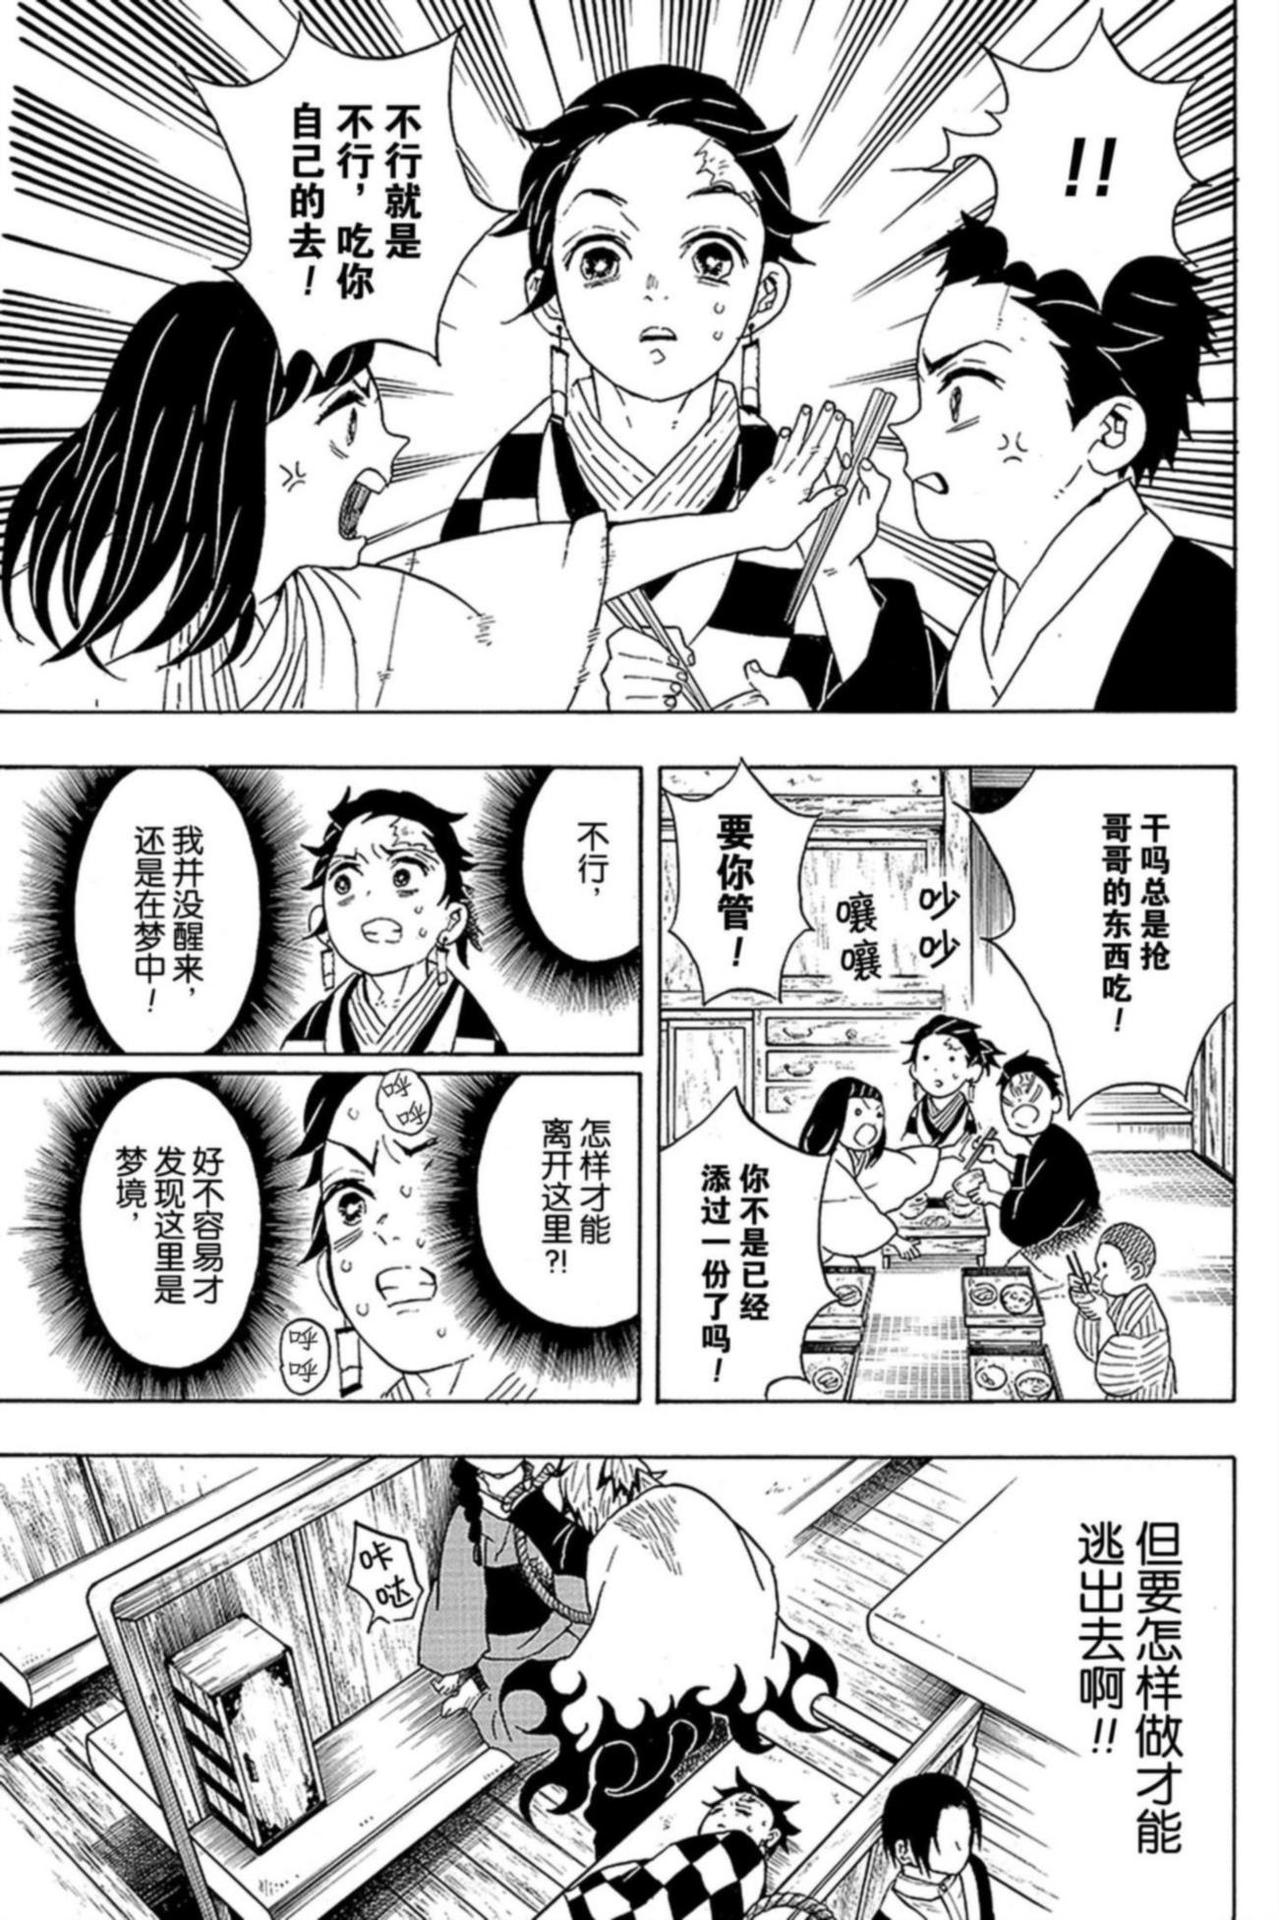 !!
不行就是
不行，吃你
自己的去！
干吗总是抢
哥哥的东西吃！
吵吵
嚷嚷
要你管！
你不是已经
添过一份了吗！
不行，
我并没醒来，
还是在梦中！
怎样才能
离开这里?!
呼呼
好不容易才
发现这里是
梦境，
呼呼
但要怎样做才能
逃出去啊!!
咔哒